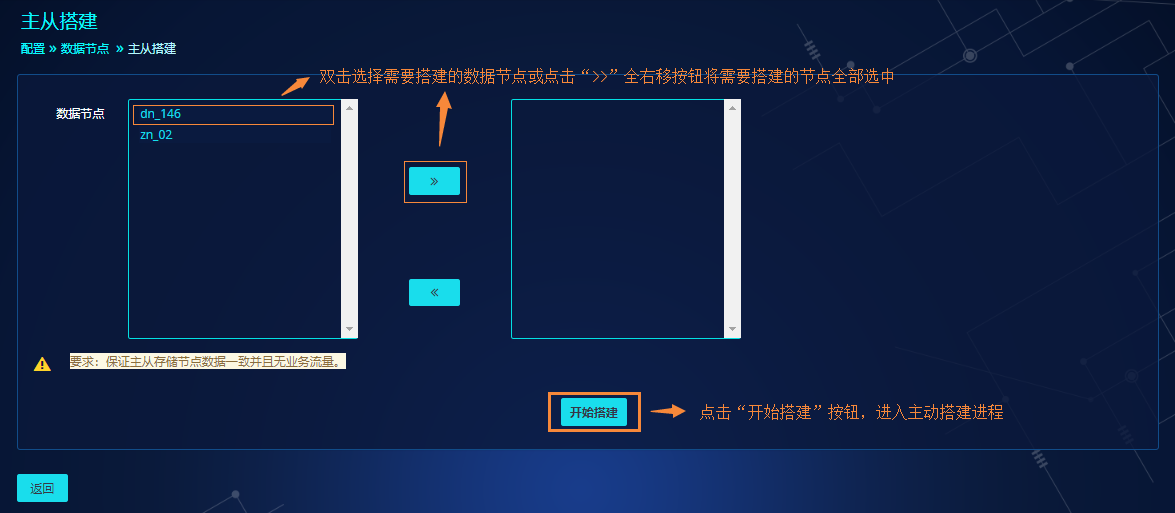 主从搭建
配置 » 数据节点 » 主从搭建
双击选择需要搭建的数据节点或点击“>>”全右移按钮将需要搭建的节点全部选中
数据节点
dn_146
zn_02
»
«
要求：保证主从存储节点数据一致并且无业务流量。
开始搭建
点击“开始搭建”按钮，进入主动搭建进程
返回